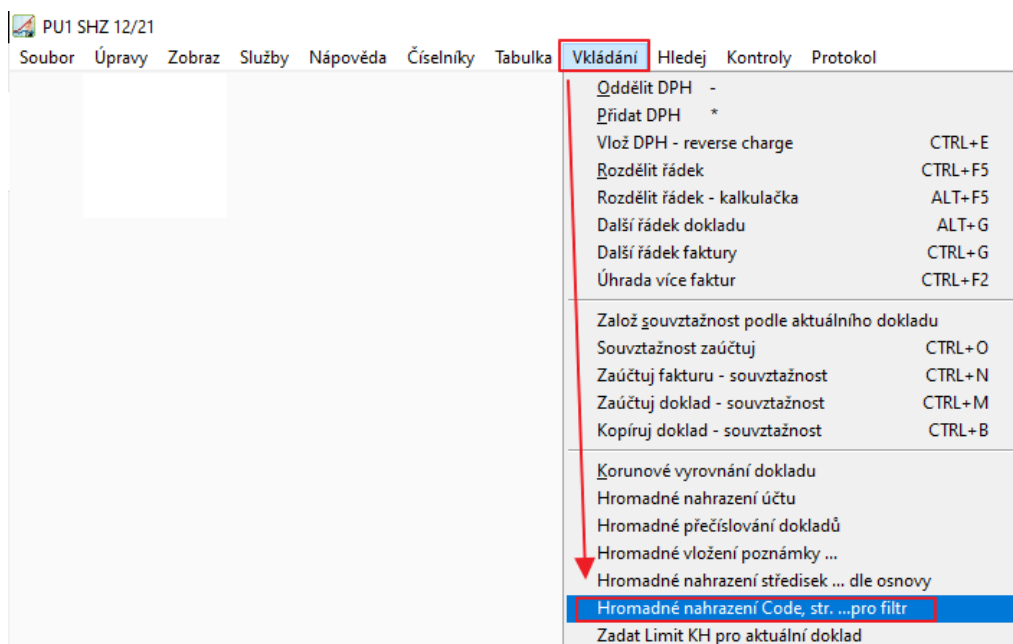 PU1 SHZ 12/21
Soubor Úpravy Zobraz Služby Nápověda Číselníky Tabulka Vkládání Hledej Kontroly Protokol
Oddělit DPH -
Přidat DPH *
Vlož DPH - reverse charge CTRL+E
Rozdělit řádek CTRL+F5
Rozdělit řádek - kalkulačka ALT+F5
Další řádek dokladu ALT+G
Další řádek faktury CTRL+G
Úhrada více faktur CTRL+F2
Založ souvztažnost podle aktuálního dokladu
Souvztažnost zaúčtuj CTRL+O
Zaúčtuj fakturu - souvztažnost CTRL+N
Zaúčtuj doklad - souvztažnost CTRL+M
Kopíruj doklad - souvztažnost CTRL+B
Korunové vyrovnání dokladu
Hromadné nahrazení účtu
Hromadné přečíslování dokladů
Hromadné vložení poznámky ...
Hromadné nahrazení středisek ... dle osnovy
Hromadné nahrazení Code, str. ...pro filtr
Zadat Limit KH pro aktuální doklad